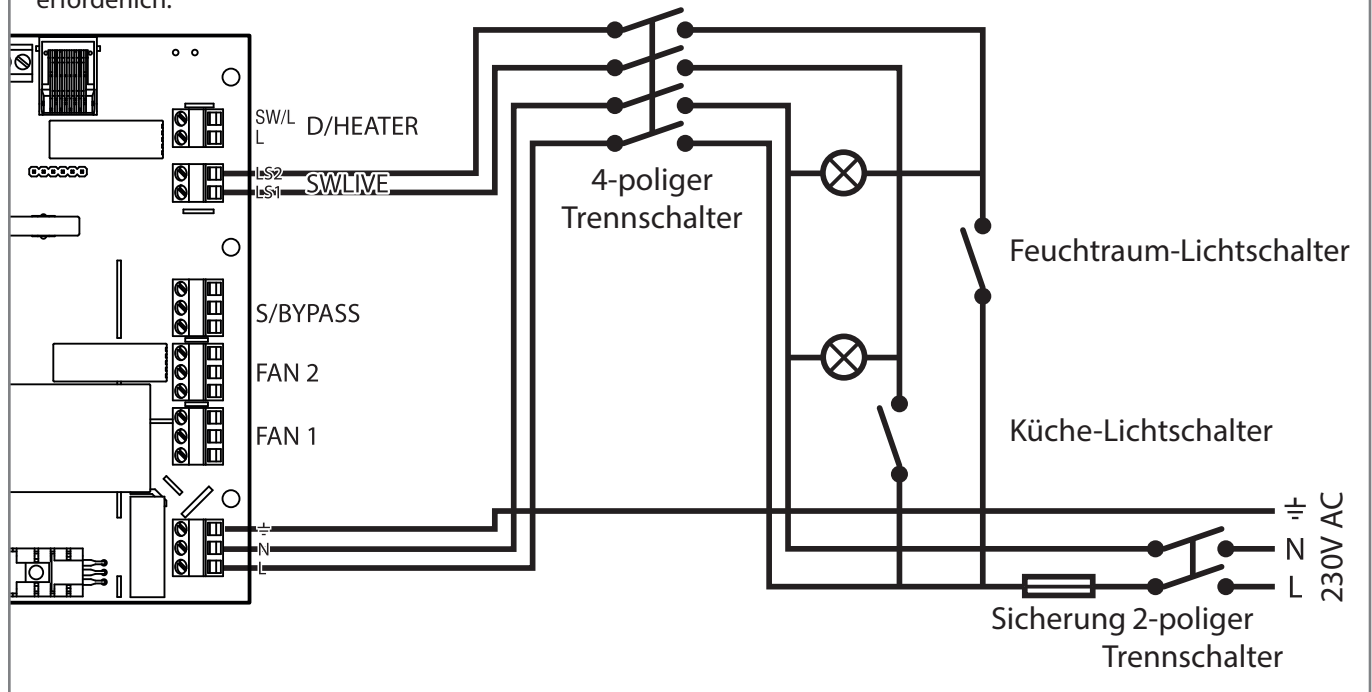 erforderlich.
SW/L
L
D/HEATER
LS2
LS1
SWLIVE
4-poliger
Trennschalter
Feuchtraum-Lichtschalter
S/BYPASS
FAN 2
FAN 1
Küche-Lichtschalter
N
L
N
L
230V AC
Sicherung 2-poliger
Trennschalter